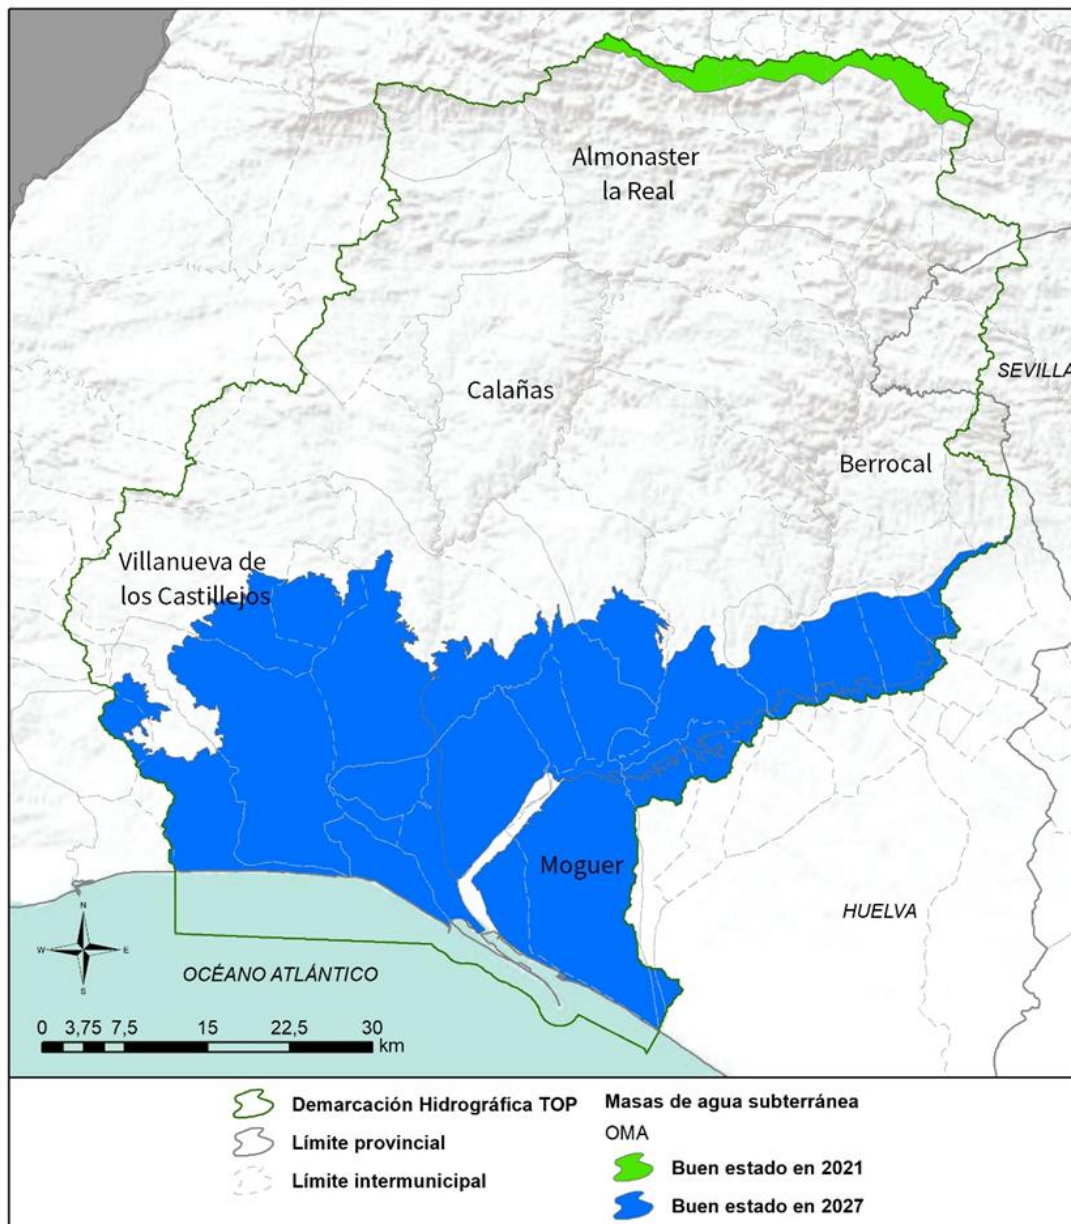 Almonaster
la Real
SEVILLA
Calañas
Berrocal
Villanueva de
los Castillejos
Moguer
HUELVA
N
W E
S
OCÉANO ATLÁNTICO
0 3,75 7,5 15 22,5 30
km
Demarcación Hidrográfica TOP
Límite provincial
Límite intermunicipal
Masas de agua subterránea
OMA
Buen estado en 2021
Buen estado en 2027